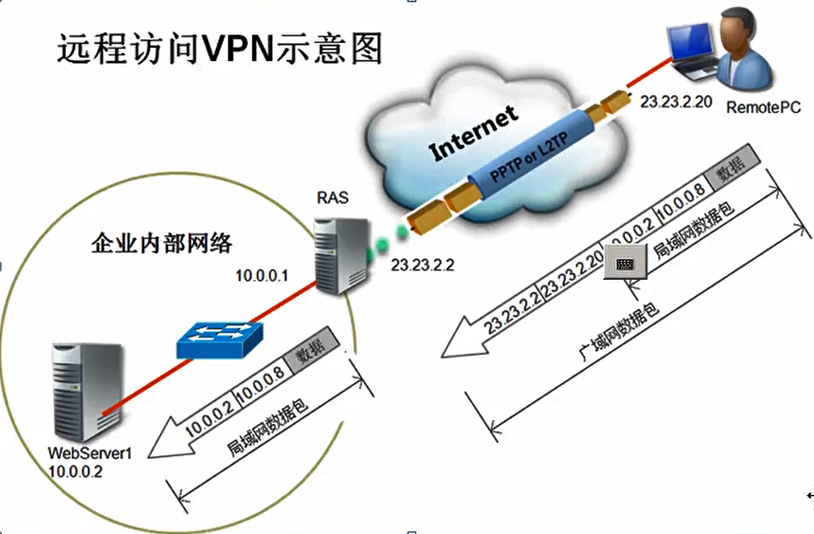 远程访问VPN示意图
23.23.2.20
RemotePC
Internet
PPTP or L2TP
RAS
企业内部网络
10.0.0.1
23.23.2.2
23.23.2.2 23.23.2.20 0.0.2 10.0.0.8 数据
局域网数据包
广域网数据包
10.0.0.2 10.0.0.8 数据
局域网数据包
WebServer1
10.0.0.2